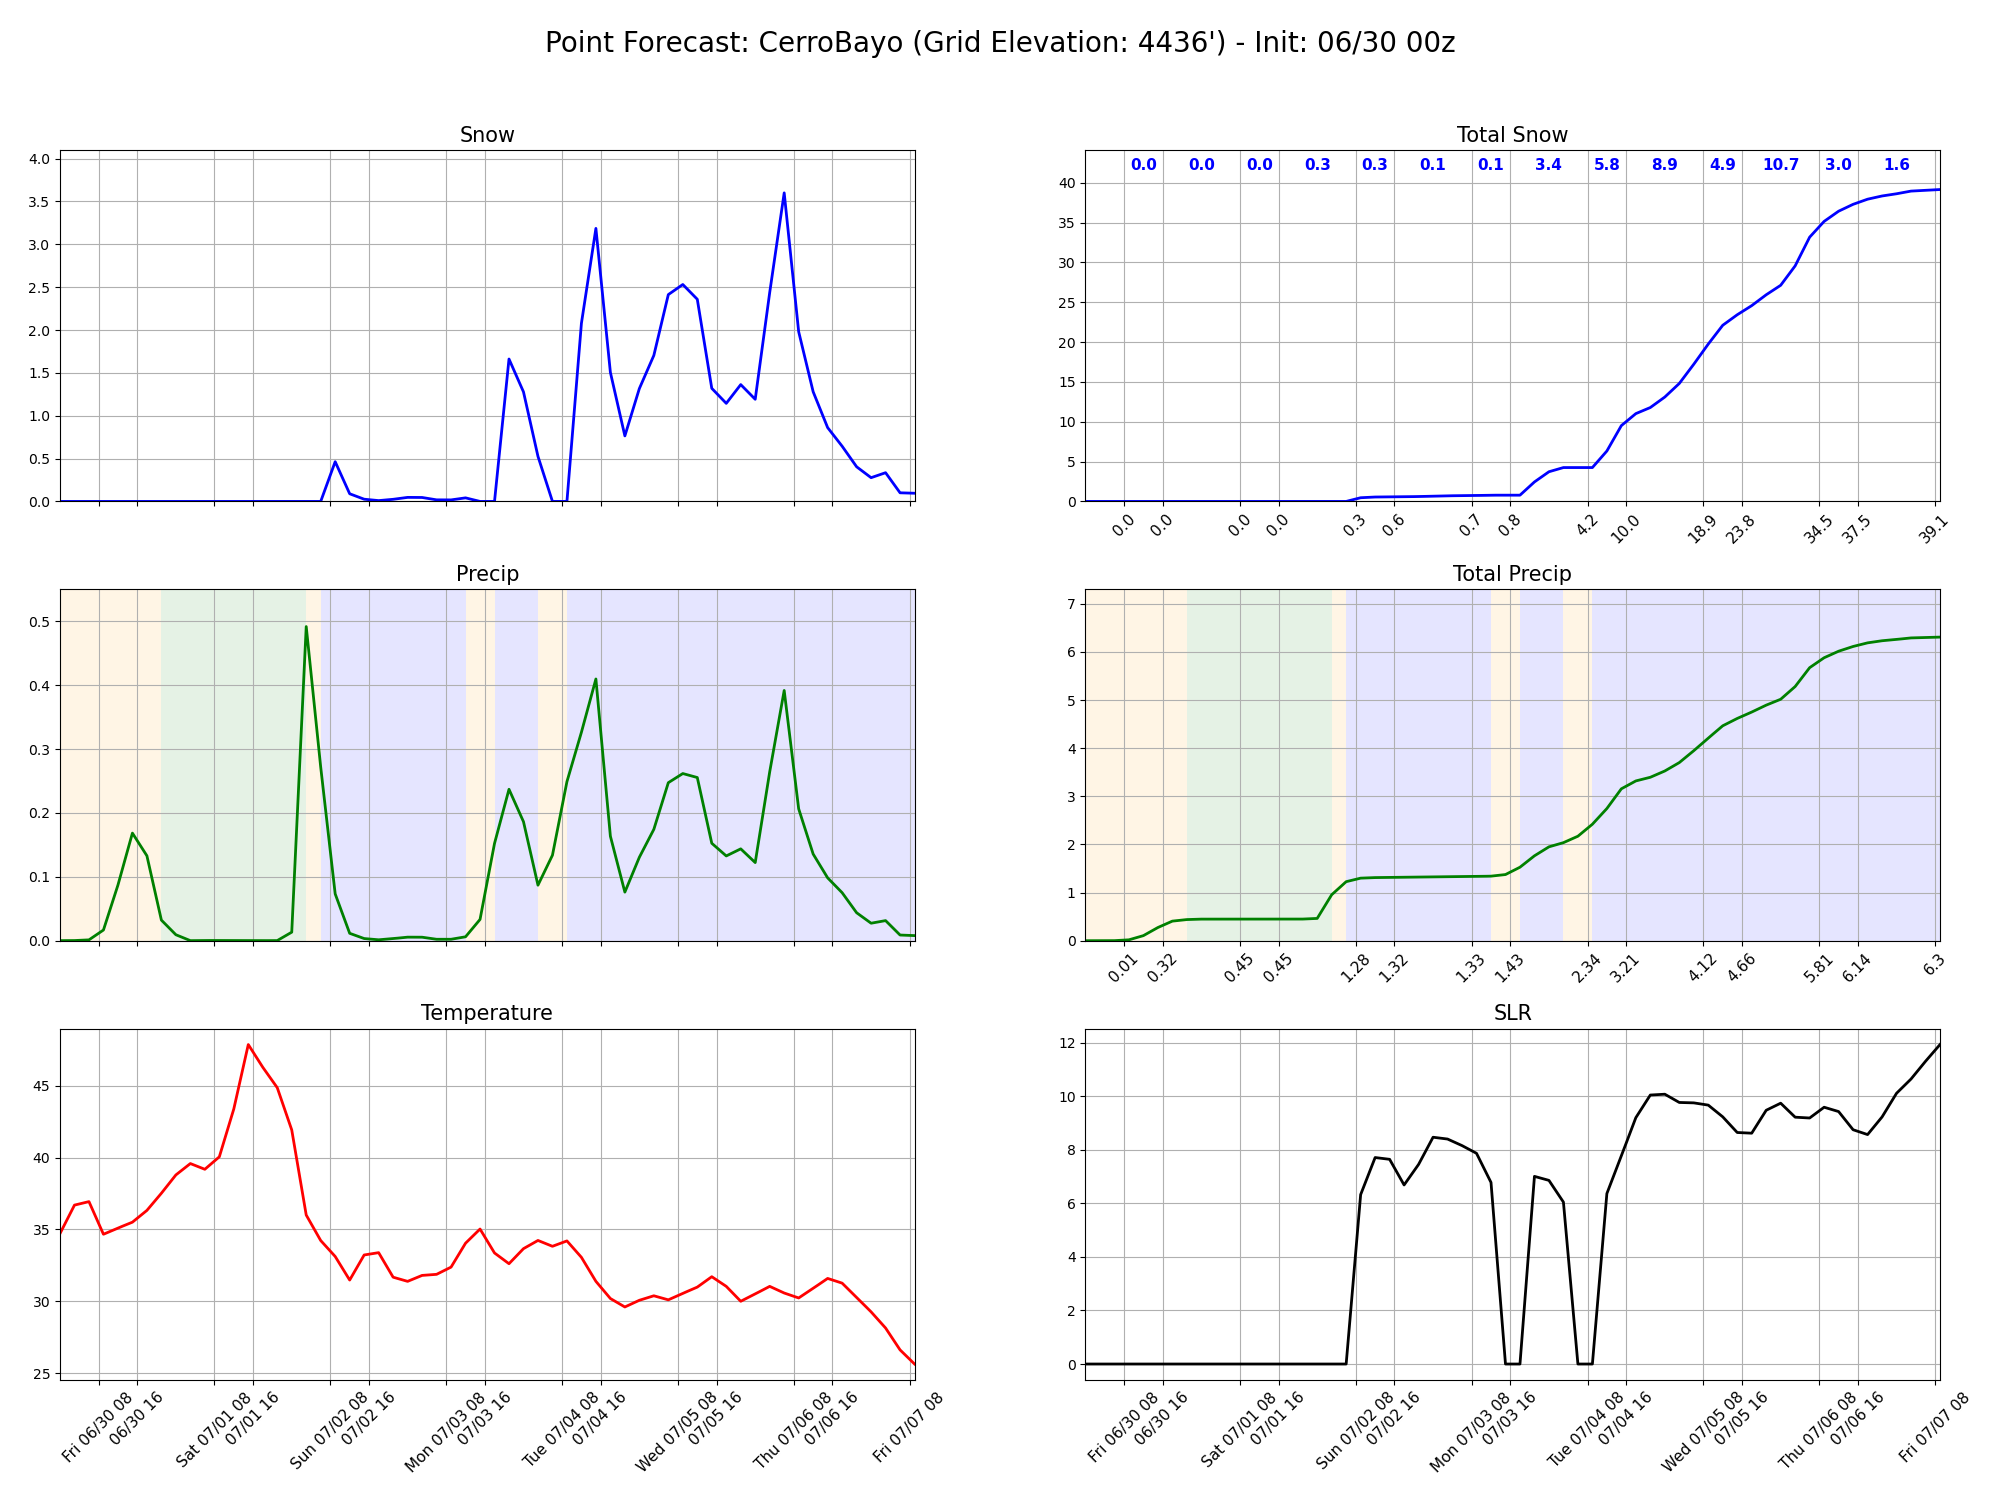 Point Forecast: CerroBayo (Grid Elevation: 4436') - Init: 06/30 00z
Snow
4.0
3.5
3.0
2.5
2.0
1.5
1.0
0.5
0.0
Total Snow
0.0 0.0 0.0 0.3 0.3 0.1 0.1 3.4 5.8 8.9 4.9 10.7 3.0 1.6
40
35
30
25
20
15
10
5
0
0.0 0.0 0.0 0.0 0.3 0.6 0.7 0.8 4.2 10.0 18.9 23.8 34.5 37.5 39.1
Precip
0.5
0.4
0.3
0.2
0.1
0.0
Total Precip
7
6
5
4
3
2
1
0
0.01 0.32 0.45 0.45 1.28 1.32 1.33 1.43 2.34 3.21 4.12 4.66 5.81 6.14 6.3
Temperature
45
40
35
30
25
Fri 06/30 08
06/30 16
Sat 07/01 08
07/01 16
Sun 07/02 08
07/02 16
Mon 07/03 08
07/03 16
Tue 07/04 08
07/04 16
Wed 07/05 08
07/05 16
Thu 07/06 08
07/06 16
Fri 07/07 08
SLR
12
10
8
6
4
2
0
Fri 06/30 08
06/30 16
Sat 07/01 08
07/01 16
Sun 07/02 08
07/02 16
Mon 07/03 08
07/03 16
Tue 07/04 08
07/04 16
Wed 07/05 08
07/05 16
Thu 07/06 08
07/06 16
Fri 07/07 08